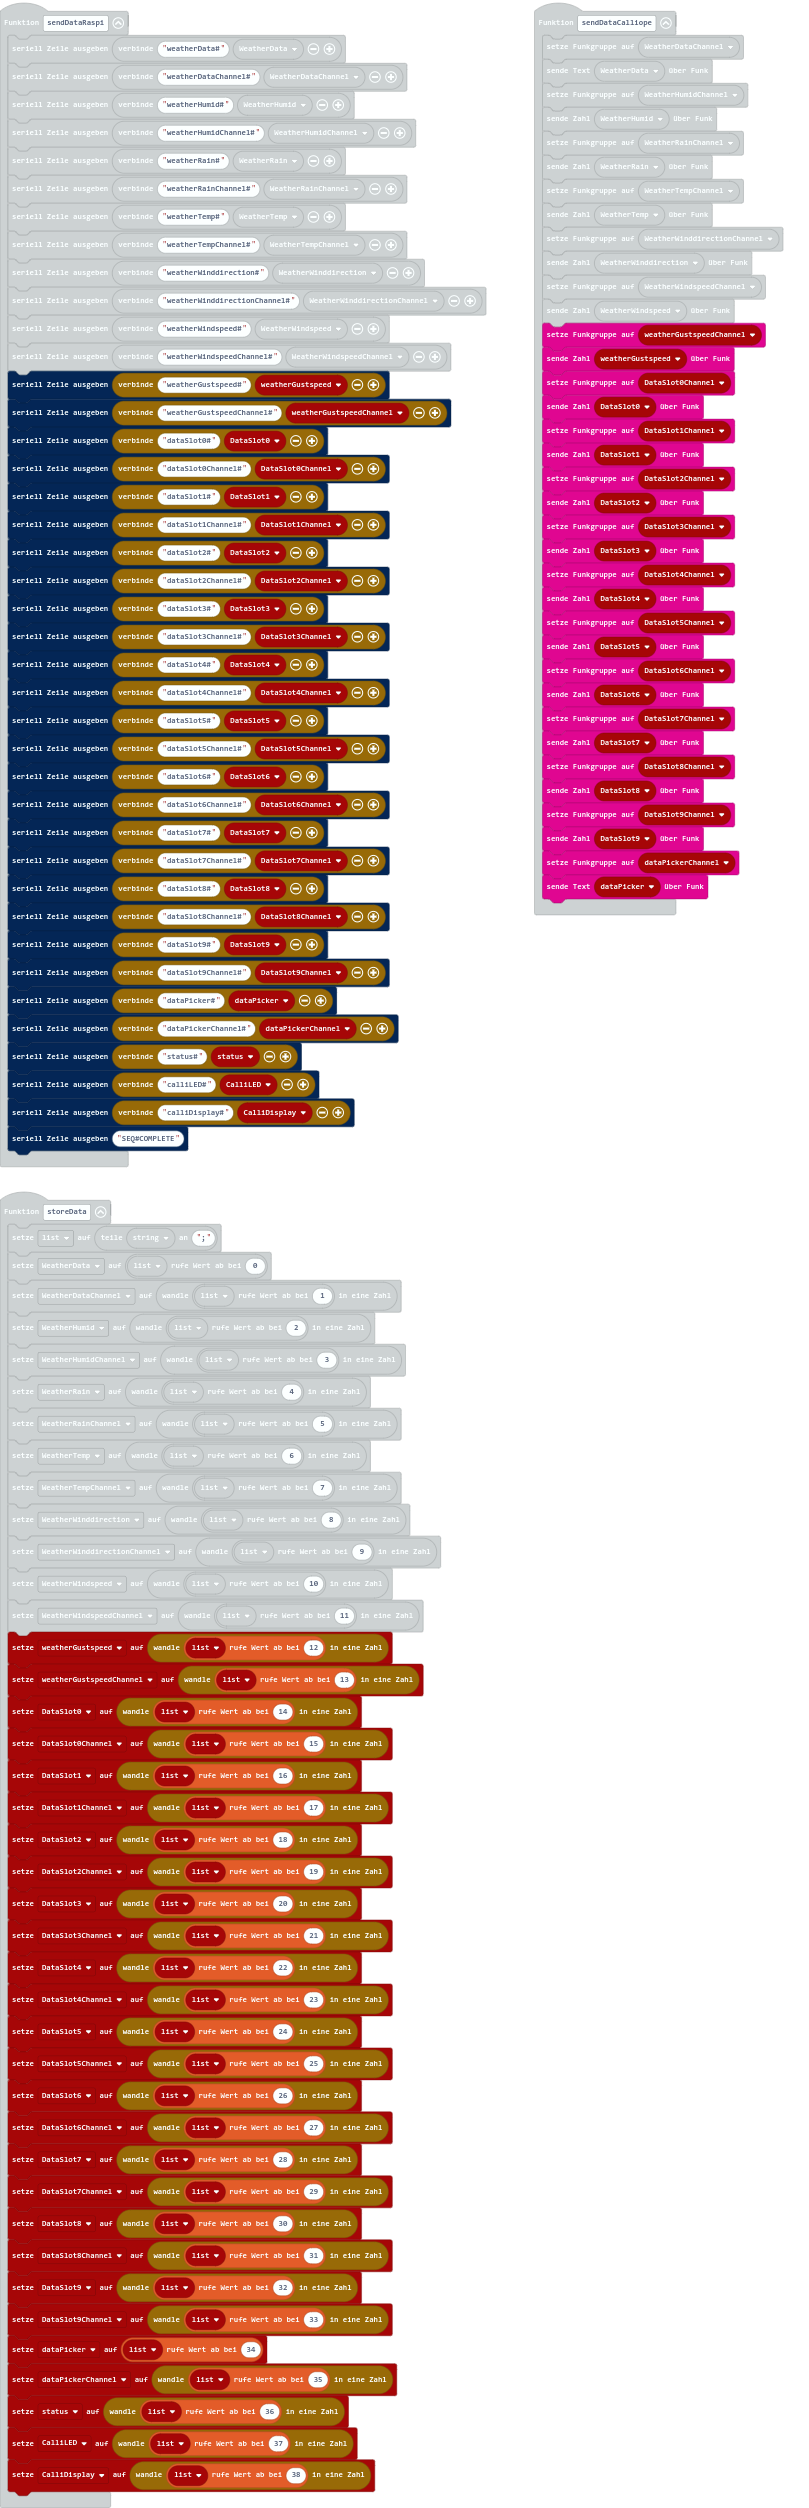 Funktion sendDataRaspi
seriell Zeile ausgeben verbinde "weatherData#" WeatherData
seriell Zeile ausgeben verbinde "weatherDataChannel#" WeatherDataChannel
seriell Zeile ausgeben verbinde "weatherHumid#" WeatherHumid
seriell Zeile ausgeben verbinde "weatherHumidChannel#" WeatherHumidChannel
seriell Zeile ausgeben verbinde "weatherRain#" WeatherRain
seriell Zeile ausgeben verbinde "weatherRainChannel#" WeatherRainChannel
seriell Zeile ausgeben verbinde "weatherTemp#" WeatherTemp
seriell Zeile ausgeben verbinde "weatherTempChannel#" WeatherTempChannel
seriell Zeile ausgeben verbinde "weatherWinddirection#" WeatherWinddirection
seriell Zeile ausgeben verbinde "weatherWinddirectionChannel#" WeatherWinddirectionChannel
seriell Zeile ausgeben verbinde "weatherWindspeed#" WeatherWindspeed
seriell Zeile ausgeben verbinde "weatherWindspeedChannel#" WeatherWindspeedChannel
seriell Zeile ausgeben verbinde "weatherGustspeed#" weatherGustspeed
seriell Zeile ausgeben verbinde "weatherGustspeedChannel#" weatherGustspeedChannel
seriell Zeile ausgeben verbinde "dataSlot0#" DataSlot0
seriell Zeile ausgeben verbinde "dataSlot0Channel#" DataSlot0Channel
seriell Zeile ausgeben verbinde "dataSlot1#" DataSlot1
seriell Zeile ausgeben verbinde "dataSlot1Channel#" DataSlot1Channel
seriell Zeile ausgeben verbinde "dataSlot2#" DataSlot2
seriell Zeile ausgeben verbinde "dataSlot2Channel#" DataSlot2Channel
seriell Zeile ausgeben verbinde "dataSlot3#" DataSlot3
seriell Zeile ausgeben verbinde "dataSlot3Channel#" DataSlot3Channel
seriell Zeile ausgeben verbinde "dataSlot4#" DataSlot4
seriell Zeile ausgeben verbinde "dataSlot4Channel#" DataSlot4Channel
seriell Zeile ausgeben verbinde "dataSlot5#" DataSlot5
seriell Zeile ausgeben verbinde "dataSlot5Channel#" DataSlot5Channel
seriell Zeile ausgeben verbinde "dataSlot6#" DataSlot6
seriell Zeile ausgeben verbinde "dataSlot6Channel#" DataSlot6Channel
seriell Zeile ausgeben verbinde "dataSlot7#" DataSlot7
seriell Zeile ausgeben verbinde "dataSlot7Channel#" DataSlot7Channel
seriell Zeile ausgeben verbinde "dataSlot8#" DataSlot8
seriell Zeile ausgeben verbinde "dataSlot8Channel#" DataSlot8Channel
seriell Zeile ausgeben verbinde "dataSlot9#" DataSlot9
seriell Zeile ausgeben verbinde "dataSlot9Channel#" DataSlot9Channel
seriell Zeile ausgeben verbinde "dataPicker#" dataPicker
seriell Zeile ausgeben verbinde "dataPickerChannel#" dataPickerChannel
seriell Zeile ausgeben verbinde "status#" status
seriell Zeile ausgeben verbinde "calliLED#" CalliLED
seriell Zeile ausgeben verbinde "calliDisplay#" CalliDisplay
seriell Zeile ausgeben "SEQ#COMPLETE"
Funktion sendDataCalliope
setze Funkgruppe auf WeatherDataChannel
sende Text WeatherData über Funk
setze Funkgruppe auf WeatherHumidChannel
sende Zahl WeatherHumid über Funk
setze Funkgruppe auf WeatherRainChannel
sende Zahl WeatherRain über Funk
setze Funkgruppe auf WeatherTempChannel
sende Zahl WeatherTemp über Funk
setze Funkgruppe auf WeatherWinddirectionChannel
sende Zahl WeatherWinddirection über Funk
setze Funkgruppe auf WeatherWindspeedChannel
sende Zahl WeatherWindspeed über Funk
setze Funkgruppe auf weatherGustspeedChannel
sende Zahl weatherGustspeed über Funk
setze Funkgruppe auf DataSlot0Channel
sende Zahl DataSlot0 über Funk
setze Funkgruppe auf DataSlot1Channel
sende Zahl DataSlot1 über Funk
setze Funkgruppe auf DataSlot2Channel
sende Zahl DataSlot2 über Funk
setze Funkgruppe auf DataSlot3Channel
sende Zahl DataSlot3 über Funk
setze Funkgruppe auf DataSlot4Channel
sende Zahl DataSlot4 über Funk
setze Funkgruppe auf DataSlot5Channel
sende Zahl DataSlot5 über Funk
setze Funkgruppe auf DataSlot6Channel
sende Zahl DataSlot6 über Funk
setze Funkgruppe auf DataSlot7Channel
sende Zahl DataSlot7 über Funk
setze Funkgruppe auf DataSlot8Channel
sende Zahl DataSlot8 über Funk
setze Funkgruppe auf DataSlot9Channel
sende Zahl DataSlot9 über Funk
setze Funkgruppe auf dataPickerChannel
sende Text dataPicker über Funk
Funktion storeData
setze list auf teile string an ";"
setze WeatherData auf list rufe Wert ab bei 0
setze WeatherDataChannel auf wandle list rufe Wert ab bei 1 in eine Zahl
setze WeatherHumid auf wandle list rufe Wert ab bei 2 in eine Zahl
setze WeatherHumidChannel auf wandle list rufe Wert ab bei 3 in eine Zahl
setze WeatherRain auf wandle list rufe Wert ab bei 4 in eine Zahl
setze WeatherRainChannel auf wandle list rufe Wert ab bei 5 in eine Zahl
setze WeatherTemp auf wandle list rufe Wert ab bei 6 in eine Zahl
setze WeatherTempChannel auf wandle list rufe Wert ab bei 7 in eine Zahl
setze WeatherWinddirection auf wandle list rufe Wert ab bei 8 in eine Zahl
setze WeatherWinddirectionChannel auf wandle list rufe Wert ab bei 9 in eine Zahl
setze WeatherWindspeed auf wandle list rufe Wert ab bei 10 in eine Zahl
setze WeatherWindspeedChannel auf wandle list rufe Wert ab bei 11 in eine Zahl
setze weatherGustspeed auf wandle list rufe Wert ab bei 12 in eine Zahl
setze weatherGustspeedChannel auf wandle list rufe Wert ab bei 13 in eine Zahl
setze DataSlot0 auf wandle list rufe Wert ab bei 14 in eine Zahl
setze DataSlot0Channel auf wandle list rufe Wert ab bei 15 in eine Zahl
setze DataSlot1 auf wandle list rufe Wert ab bei 16 in eine Zahl
setze DataSlot1Channel auf wandle list rufe Wert ab bei 17 in eine Zahl
setze DataSlot2 auf wandle list rufe Wert ab bei 18 in eine Zahl
setze DataSlot2Channel auf wandle list rufe Wert ab bei 19 in eine Zahl
setze DataSlot3 auf wandle list rufe Wert ab bei 20 in eine Zahl
setze DataSlot3Channel auf wandle list rufe Wert ab bei 21 in eine Zahl
setze DataSlot4 auf wandle list rufe Wert ab bei 22 in eine Zahl
setze DataSlot4Channel auf wandle list rufe Wert ab bei 23 in eine Zahl
setze DataSlot5 auf wandle list rufe Wert ab bei 24 in eine Zahl
setze DataSlot5Channel auf wandle list rufe Wert ab bei 25 in eine Zahl
setze DataSlot6 auf wandle list rufe Wert ab bei 26 in eine Zahl
setze DataSlot6Channel auf wandle list rufe Wert ab bei 27 in eine Zahl
setze DataSlot7 auf wandle list rufe Wert ab bei 28 in eine Zahl
setze DataSlot7Channel auf wandle list rufe Wert ab bei 29 in eine Zahl
setze DataSlot8 auf wandle list rufe Wert ab bei 30 in eine Zahl
setze DataSlot8Channel auf wandle list rufe Wert ab bei 31 in eine Zahl
setze DataSlot9 auf wandle list rufe Wert ab bei 32 in eine Zahl
setze DataSlot9Channel auf wandle list rufe Wert ab bei 33 in eine Zahl
setze dataPicker auf list rufe Wert ab bei 34
setze dataPickerChannel auf wandle list rufe Wert ab bei 35 in eine Zahl
setze status auf wandle list rufe Wert ab bei 36 in eine Zahl
setze CalliLED auf wandle list rufe Wert ab bei 37 in eine Zahl
setze CalliDisplay auf wandle list rufe Wert ab bei 38 in eine Zahl